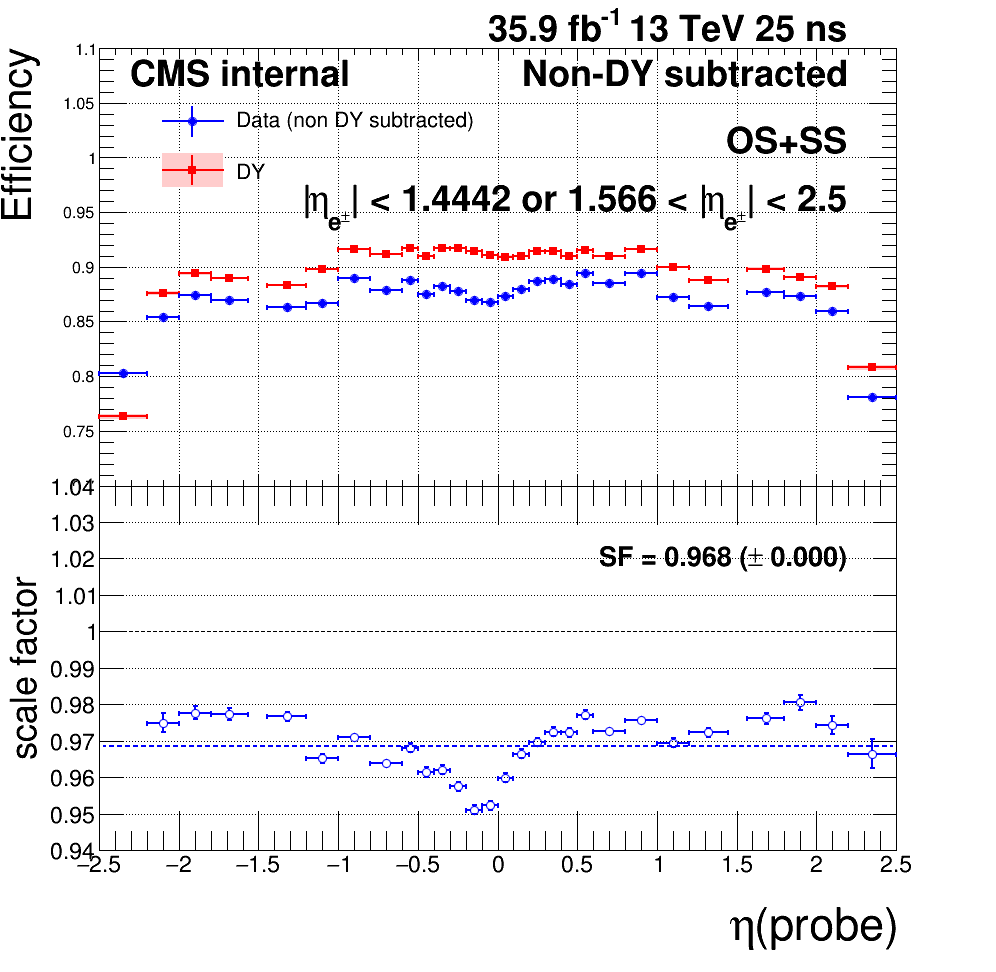 35.9 fb-1 13 TeV 25 ns
CMS internal
Non-DY subtracted
Data (non DY subtracted)
OS+SS
DY
|ηe±| < 1.4442 or 1.566 < |ηe±| < 2.5
Efficiency
1.1
1.05
1
0.95
0.9
0.85
0.8
0.75
1.04
1.03
1.02
1.01
1
0.99
0.98
0.97
0.96
0.95
0.94
scale factor
SF = 0.968 (± 0.000)
−2.5 −2 −1.5 −1 −0.5 0 0.5 1 1.5 2 2.5
η(probe)